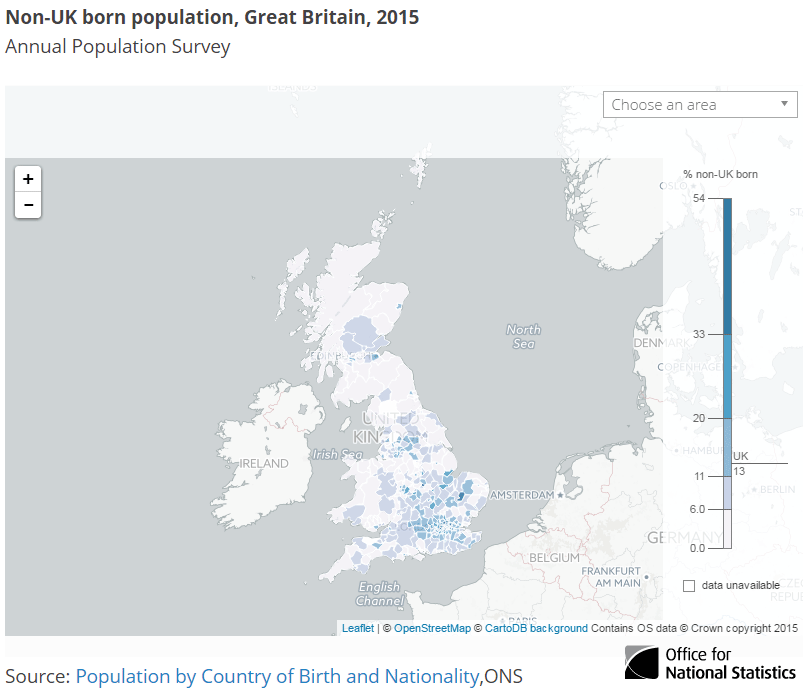 Non-UK born population, Great Britain, 2015
Annual Population Survey
Choose an area
+
−
% non-UK born
OSLO
54
North
Sea
33
DENMARK
COPENHAGEN
20
UNITED
KINGDOM
Irish Sea
IRELAND
HAMBURG
UK
13
11
AMSTERDAM
BERLIN
6.0
GERMANY
0.0
BELGIUM
FRANKFURT
AM MAIN
English
Channel
data unavailable
PARIS
Leaflet | © OpenStreetMap © CartoDB background Contains OS data © Crown copyright 2015
Office for
National Statistics
Source: Population by Country of Birth and Nationality,ONS